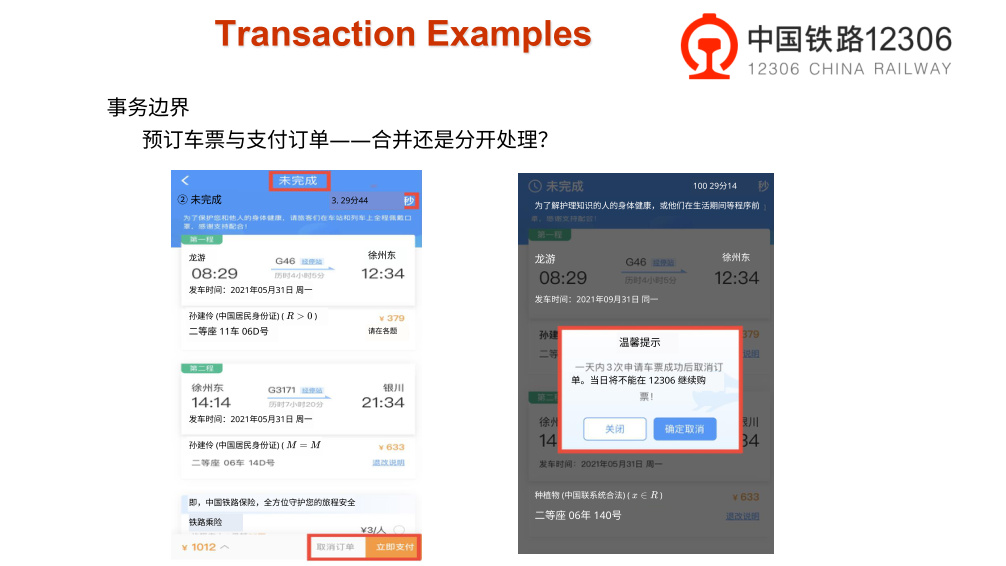 Transaction Examples
中国铁路12306
12306 CHINA RAILWAY
事务边界
预订车票与支付订单——合并还是分开处理？
未完成
② 未完成
3. 29分44 秒
为了保护您和他人的身体健康，请旅客们在车站和列车上全程佩戴口
罩，感谢支持配合！
第一程
龙游 G46 经停站 徐州东
08:29 历时4小时5分 12:34
发车时间：2021年05月31日 周一
孙建伶 (中国居民身份证) ( R > 0 ) ¥ 379
二等座 11车 06D号 请在各题
第二程
徐州东 G3171 经停站 银川
14:14 历时7小时20分 21:34
发车时间：2021年05月31日 周一
孙建伶 (中国居民身份证) ( M = M ¥ 633
二等座 06车 14D号 退改说明
即，中国铁路保险，全方位守护您的旅程安全
铁路乘险
¥3/人
¥ 1012 取消订单 立即支付
未完成 100 29分14 秒
为了解护理知识的人的身体健康，或他们在生活期间等程序前
罩，感谢支持配合！
第一程
龙游 G46 经停站 徐州东
08:29 历时4小时5分 12:34
发车时间：2021年09月31日 同一
孙建 379
二等 说明
温馨提示
一天内3次申请车票成功后取消订
单。当日将不能在 12306 继续购
票！
关闭 确定取消
第二
徐州 银川
14 34
发车时间：2021年05月31日 周一
种植物 (中国联系统合法) ( x ∈ R ) ¥ 633
二等座 06年 140号 退改说明